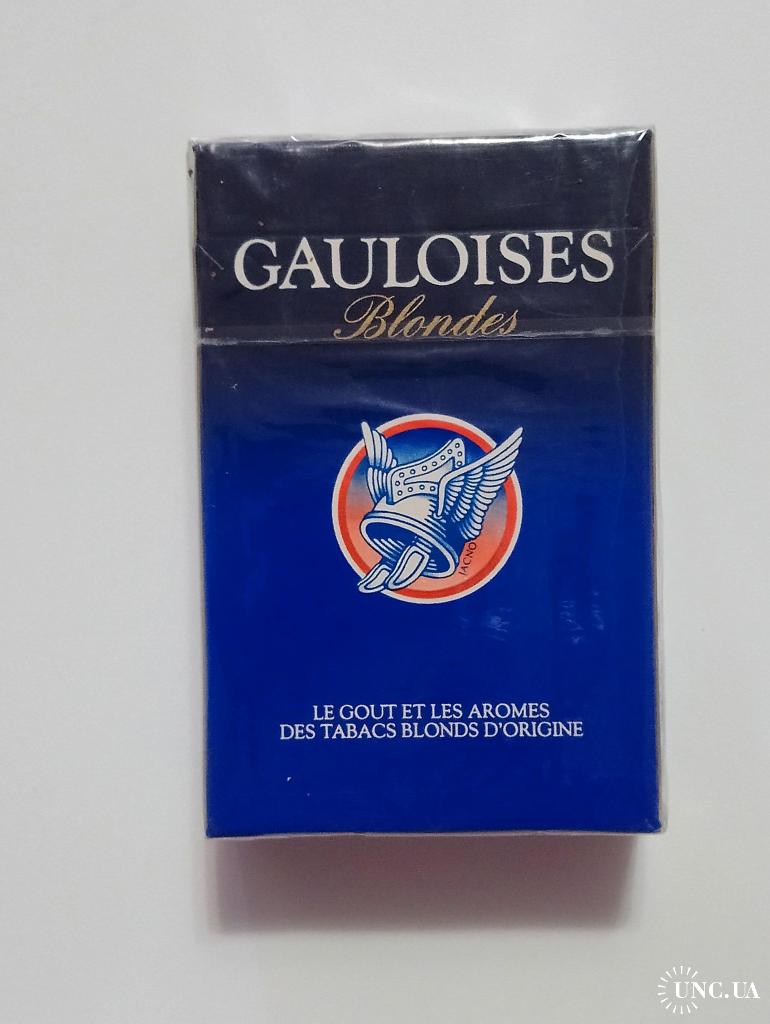 GAULOISES
Blondes
JACNO
LE GOUT ET LES AROMES
DES TABACS BLONDS D'ORIGINE
UNC.UA